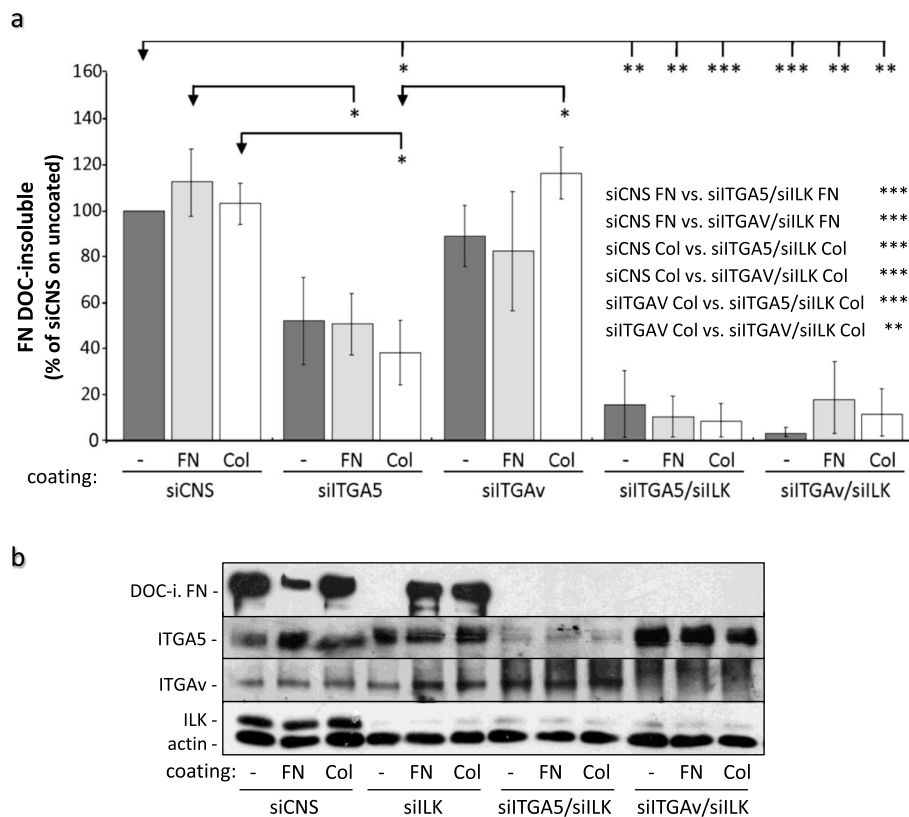 a
* ** ** *** *** ** **
160
* *
140
*
120
100
80
60
40
20
0
FN DOC-insoluble
(% of siCNS on uncoated)
siCNS FN vs. siITGA5/siILK FN ***
siCNS FN vs. siITGAV/siILK FN ***
siCNS Col vs. siITGA5/siILK Col ***
siCNS Col vs. siITGAV/siILK Col ***
siITGAV Col vs. siITGA5/siILK Col ***
siITGAV Col vs. siITGAV/siILK Col **
coating: - FN Col - FN Col - FN Col - FN Col - FN Col
siCNS siITGA5 siITGAv siITGA5/siILK siITGAv/siILK
b
DOC-i. FN -
ITGA5 -
ITGAv -
ILK -
actin -
coating: - FN Col - FN Col - FN Col - FN Col
siCNS siILK siITGA5/siILK siITGAv/siILK